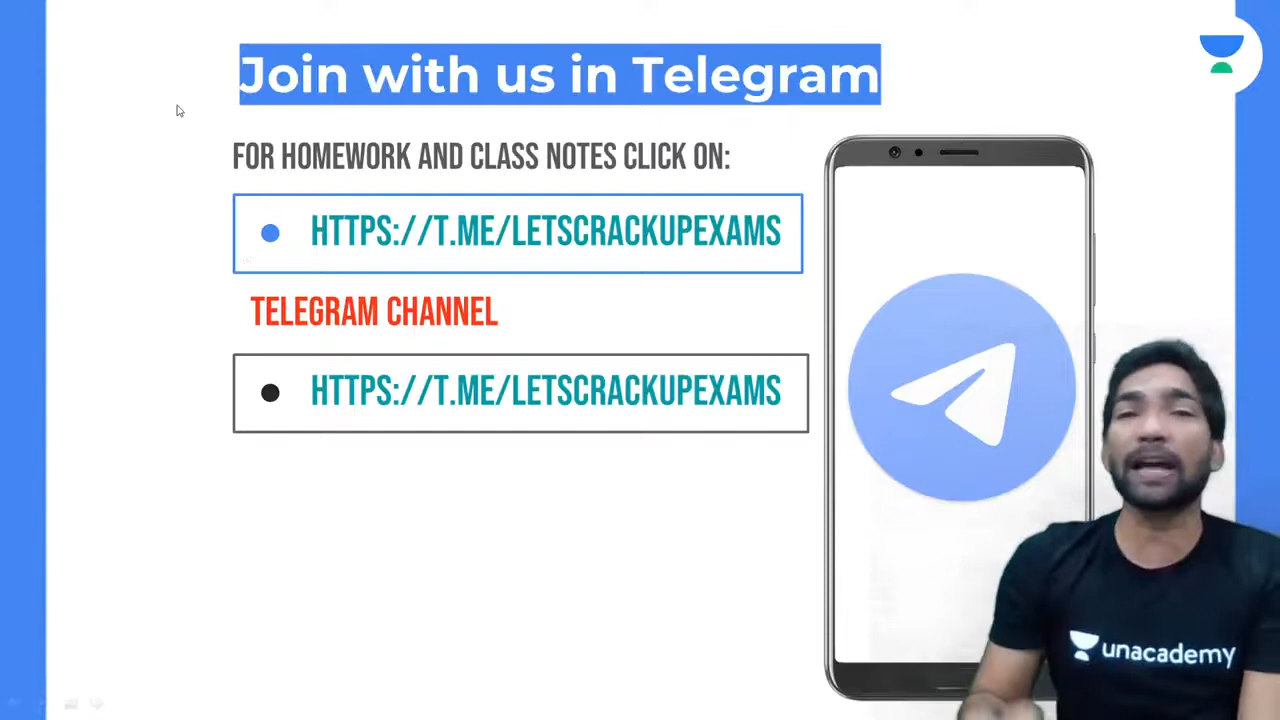 Join with us in Telegram
FOR HOMEWORK AND CLASS NOTES CLICK ON:
HTTPS://T.ME/LETSCRACKUPEXAMS
TELEGRAM CHANNEL
HTTPS://T.ME/LETSCRACKUPEXAMS
unacademy